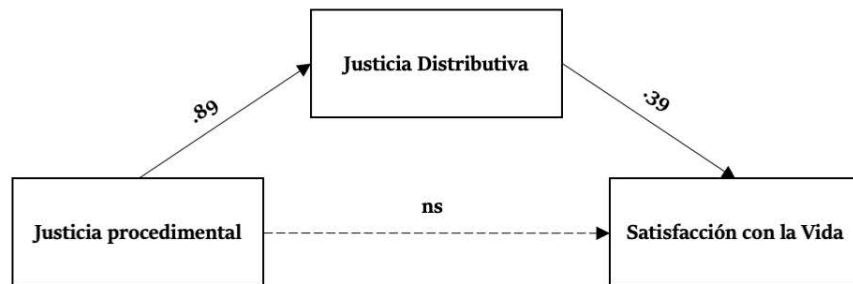 Justicia Distributiva
.89
.39
Justicia procedimental
ns
Satisfacción con la Vida